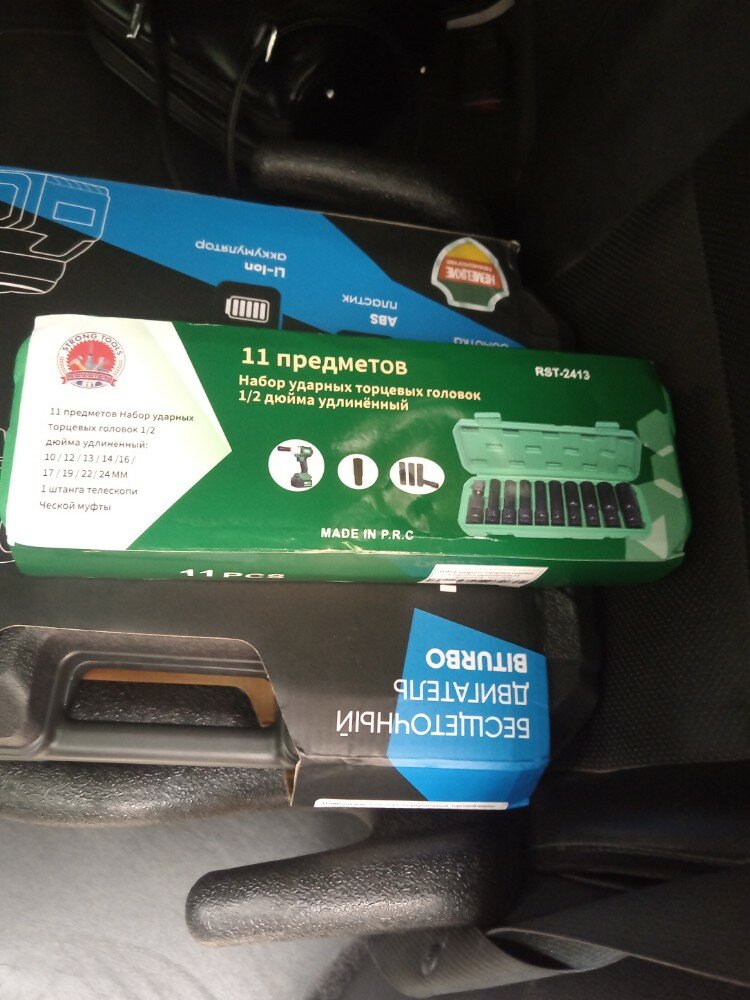 Li-Ion
аккумулятор
ABS
пластик
STRONG TOOLS
RST
11 предметов
Набор ударных торцевых головок
1/2 дюйма удлинённый
RST-2413
11 предметов Набор ударных
торцевых головок 1/2
дюйма удлиненный:
10 / 12 / 13 / 14 /16 /
17 / 19 / 22 / 24 ММ
1 штанга телескопи
Ческой муфты
MADE IN P.R.C
11 PCS
БЕСЩЕТОЧНЫЙ
ДВИГАТЕЛЬ
BITURBO